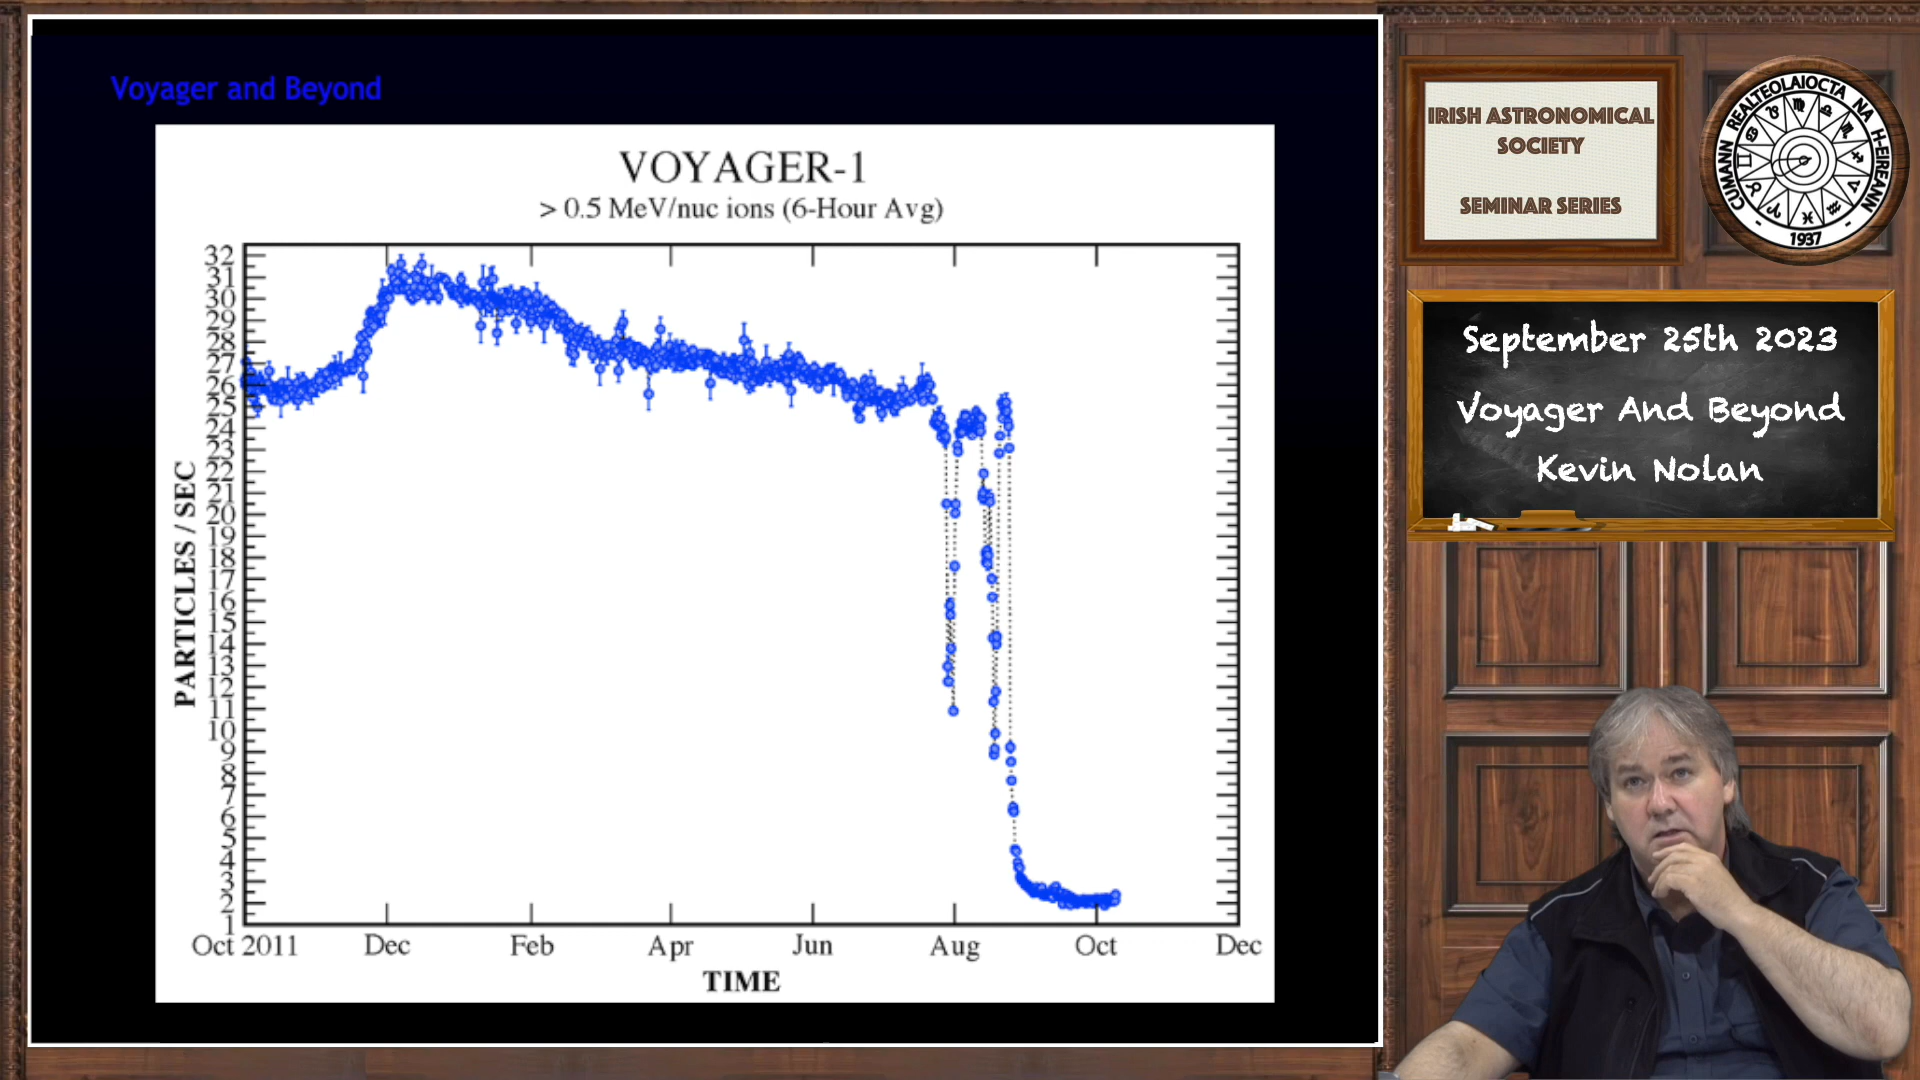 Voyager and Beyond
VOYAGER-1
> 0.5 MeV/nuc ions (6-Hour Avg)
32
31
30
29
28
27
26
25
24
23
22
21
20
19
18
17
16
15
14
13
12
11
10
9
8
7
6
5
4
3
2
1
PARTICLES / SEC
Oct 2011 Dec Feb Apr Jun Aug Oct Dec
TIME
IRISH ASTRONOMICAL
SOCIETY
SEMINAR SERIES
CUMANN REALTEOLAIOCTA NA H-EIREANN
- 1937 -
September 25th 2023
Voyager And Beyond
Kevin Nolan